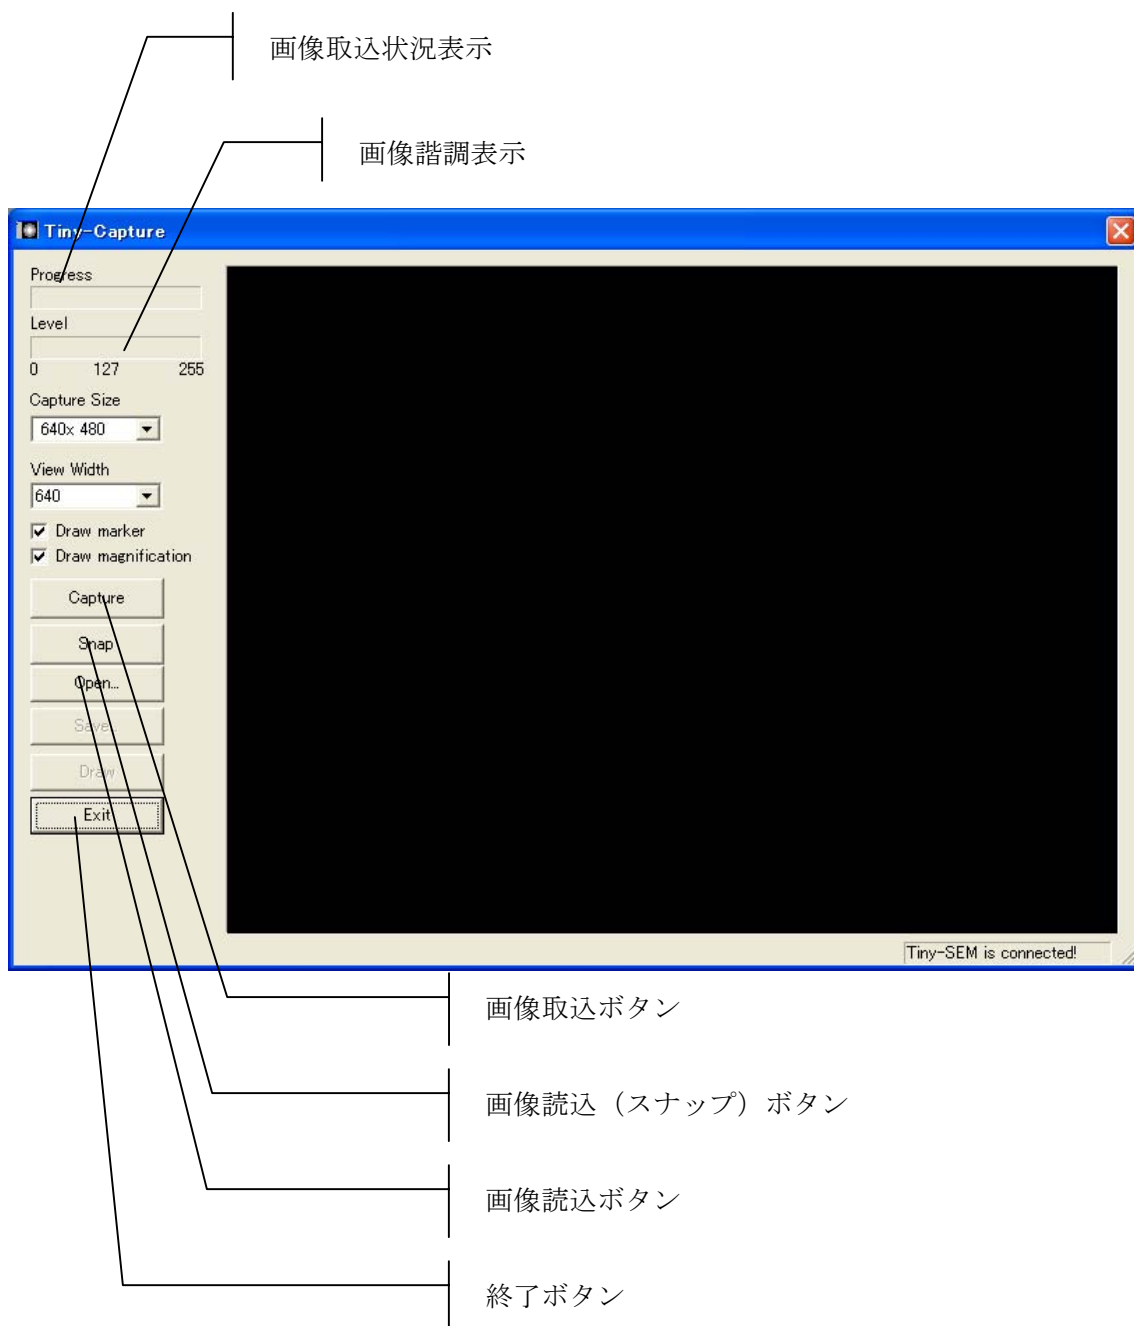 画像取込状況表示
画像諧調表示
Tiny-Capture
Progress
Level
0 127 255
Capture Size
640x 480
View Width
640
Draw marker
Draw magnification
Capture
Snap
Open...
Save...
Draw
Exit
Tiny-SEM is connected!
画像取込ボタン
画像読込（スナップ）ボタン
画像読込ボタン
終了ボタン